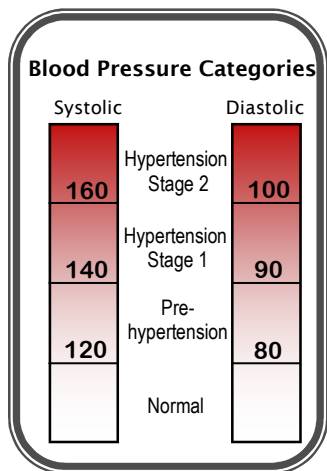 Blood Pressure Categories
Systolic
Diastolic
Hypertension
Stage 2
160
100
Hypertension
Stage 1
140
90
Pre-
hypertension
120
80
Normal